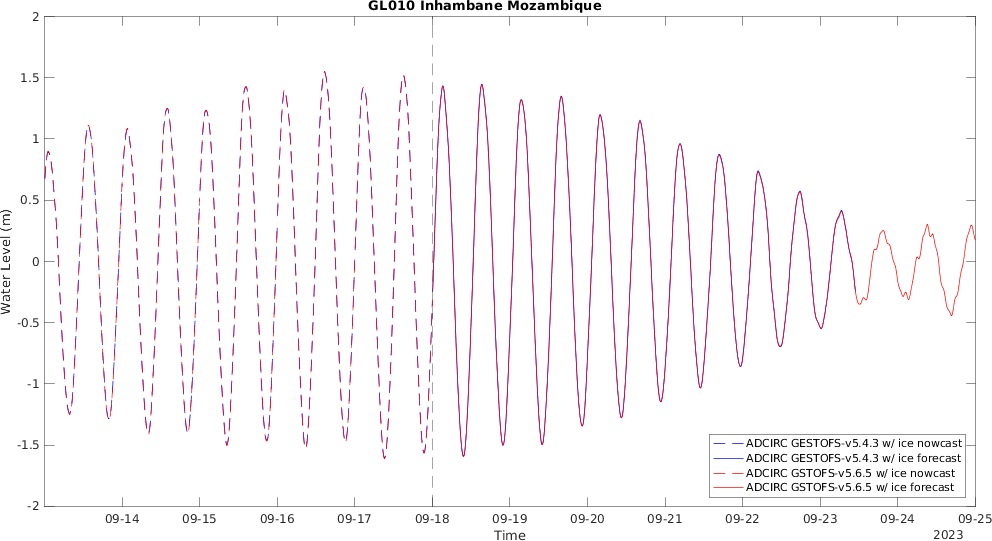 GL010 Inhambane Mozambique
2
1.5
1
0.5
0
-0.5
-1
-1.5
-2
Water Level (m)
09-14 09-15 09-16 09-17 09-18 09-19 09-20 09-21 09-22 09-23 09-24 09-25
Time
2023
ADCIRC GESTOFS-v5.4.3 w/ ice nowcast
ADCIRC GESTOFS-v5.4.3 w/ ice forecast
ADCIRC GSTOFS-v5.6.5 w/ ice nowcast
ADCIRC GSTOFS-v5.6.5 w/ ice forecast